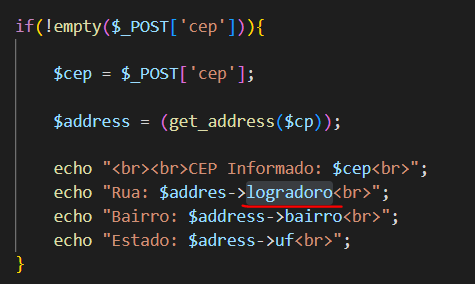 if(!empty($_POST['cep'])){
$cep = $_POST['cep'];
$address = (get_address($cp));
echo "<br><br>CEP Informado: $cep<br>";
echo "Rua: $addres->logradoro<br>";
echo "Bairro: $address->bairro<br>";
echo "Estado: $adress->uf<br>";
}